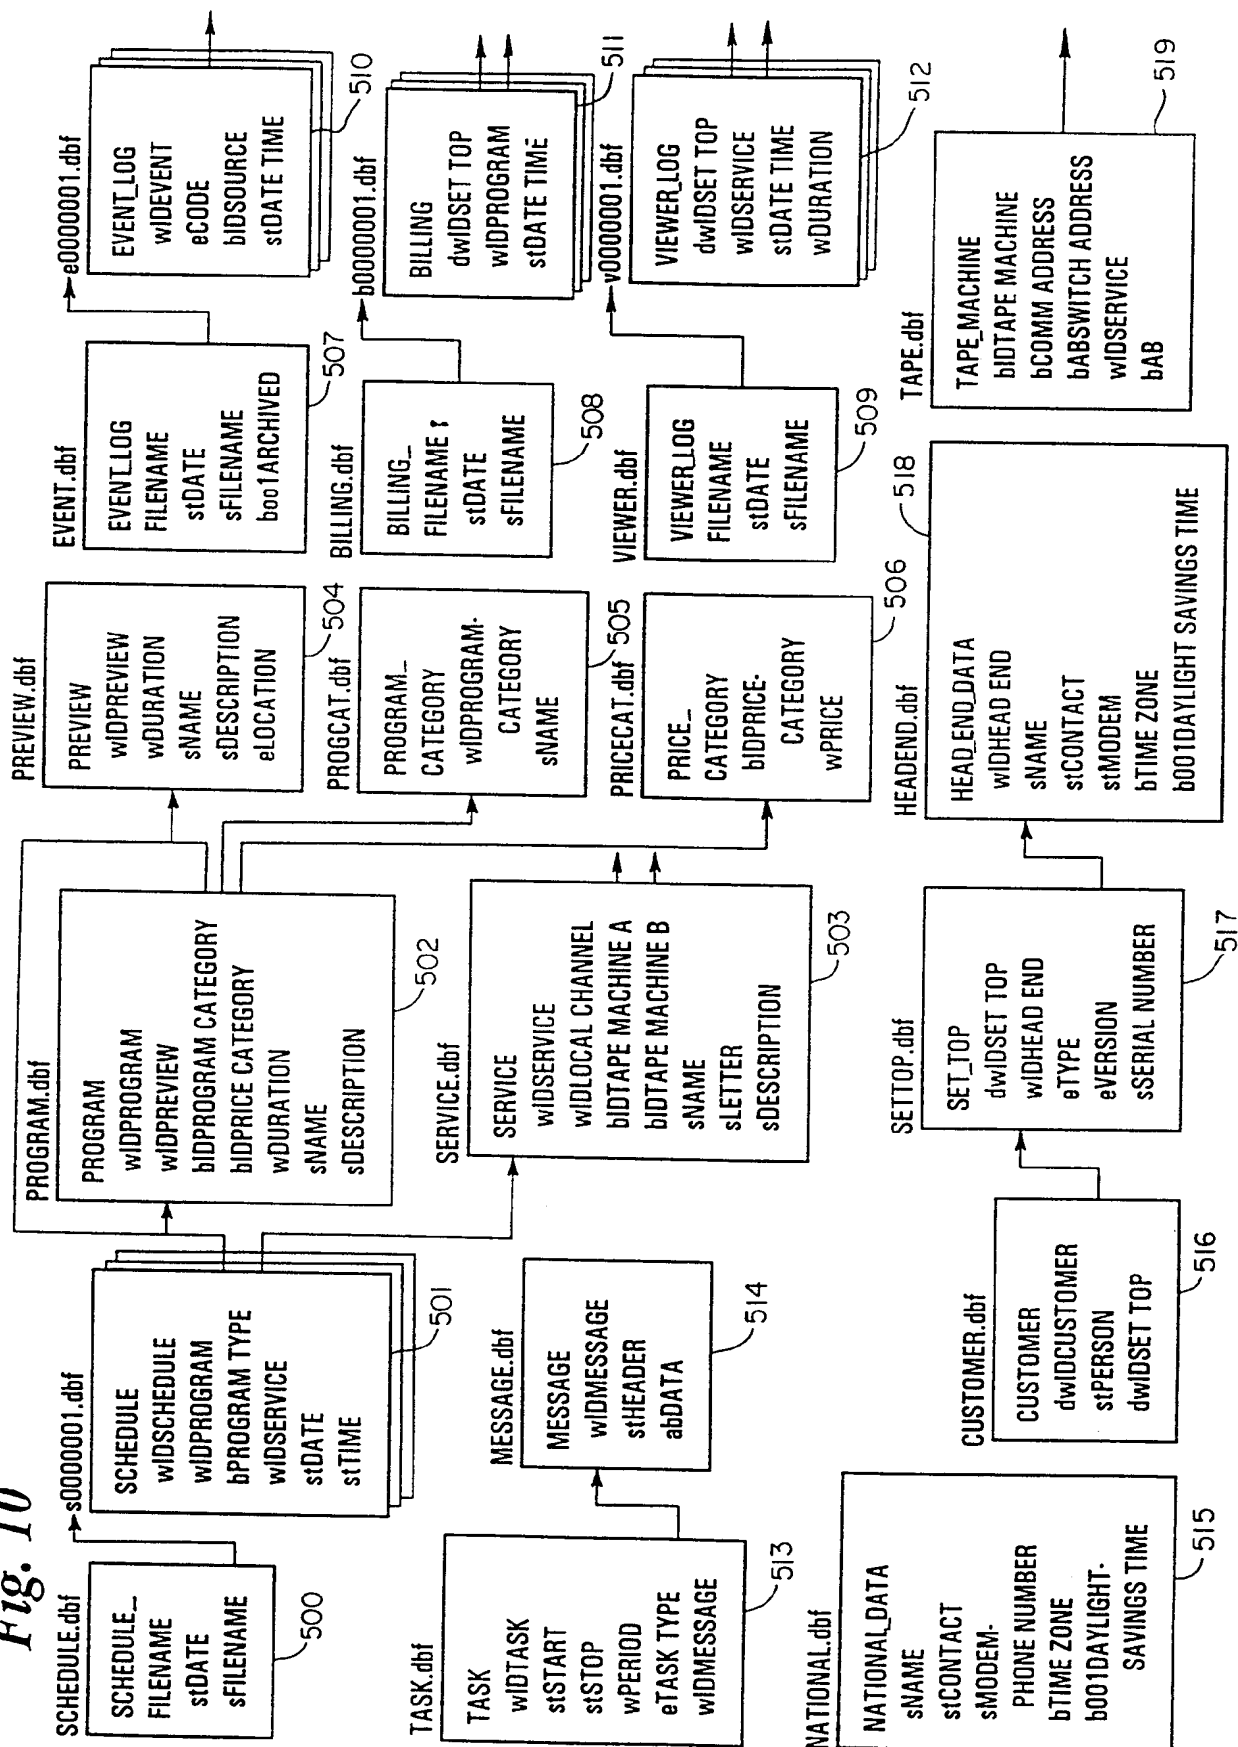 Fig. 10
SCHEDULE.dbf
SCHEDULE_
FILENAME
stDATE
sFILENAME
500
s0000001.dbf
SCHEDULE
wIDSCHEDULE
wIDPROGRAM
bPROGRAM TYPE
wIDSERVICE
stDATE
stTIME
501
PROGRAM.dbf
PROGRAM
wIDPROGRAM
wIDPREVIEW
bIDPROGRAM CATEGORY
bIDPRICE CATEGORY
wDURATION
sNAME
sDESCRIPTION
502
PREVIEW.dbf
PREVIEW
wIDPREVIEW
wDURATION
sNAME
sDESCRIPTION
eLOCATION
504
EVENT.dbf
EVENT_LOG
FILENAME
stDATE
sFILENAME
boo1ARCHIVED
507
e0000001.dbf
EVENT_LOG
wIDEVENT
eCODE
bIDSOURCE
stDATE TIME
510
PROGCAT.dbf
PROGRAM_
CATEGORY
wIDPROGRAM-
CATEGORY
sNAME
505
BILLING.dbf
BILLING_
FILENAME
stDATE
sFILENAME
508
b0000001.dbf
BILLING
dwIDSET TOP
wIDPROGRAM
stDATE TIME
511
TASK.dbf
TASK
wIDTASK
stSTART
stSTOP
wPERIOD
eTASK TYPE
wIDMESSAGE
513
MESSAGE.dbf
MESSAGE
wIDMESSAGE
stHEADER
abDATA
514
SERVICE.dbf
SERVICE
wIDSERVICE
wIDLOCAL CHANNEL
bIDTAPE MACHINE A
bIDTAPE MACHINE B
sNAME
sLETTER
sDESCRIPTION
503
PRICECAT.dbf
PRICE_
CATEGORY
bIDPRICE-
CATEGORY
wPRICE
506
VIEWER.dbf
VIEWER_LOG
FILENAME
stDATE
sFILENAME
509
v0000001.dbf
VIEWER_LOG
dwIDSET TOP
wIDSERVICE
stDATE TIME
wDURATION
512
NATIONAL.dbf
NATIONAL_DATA
sNAME
stCONTACT
sMODEM-
PHONE NUMBER
bTIME ZONE
b001DAYLIGHT-
SAVINGS TIME
515
CUSTOMER.dbf
CUSTOMER
dwIDCUSTOMER
stPERSON
dwIDSET TOP
516
SETTOP.dbf
SET_TOP
dwIDSET TOP
wIDHEAD END
eTYPE
eVERSION
sSERIAL NUMBER
517
HEADEND.dbf
HEAD_END_DATA
wIDHEAD END
sNAME
stCONTACT
stMODEM
bTIME ZONE
b001DAYLIGHT SAVINGS TIME
518
TAPE.dbf
TAPE_MACHINE
bIDTAPE MACHINE
bCOMM ADDRESS
bABSWITCH ADDRESS
wIDSERVICE
bAB
519